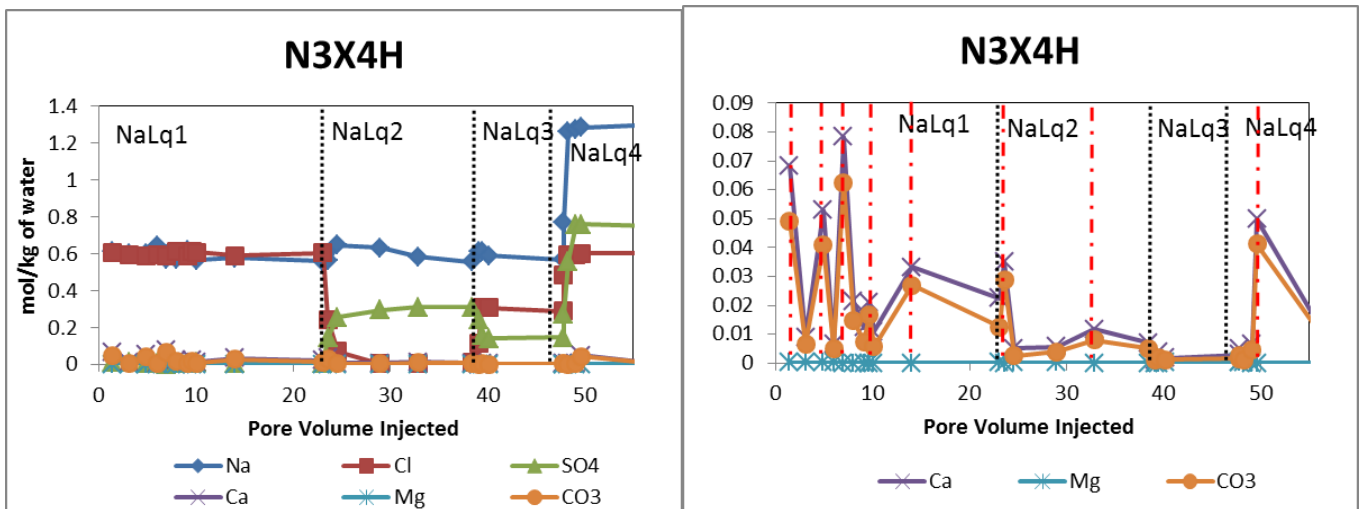 N3X4H
1.4
1.2
1
0.8
0.6
0.4
0.2
0
mol/kg of water
NaLq1
NaLq2
NaLq3
NaLq4
0 10 20 30 40 50
Pore Volume Injected
Na Cl SO4
Ca Mg CO3
N3X4H
0.09
0.08
0.07
0.06
0.05
0.04
0.03
0.02
0.01
0
NaLq1
NaLq2
NaLq3
NaLq4
0 10 20 30 40 50
Pore Volume Injected
Ca Mg CO3